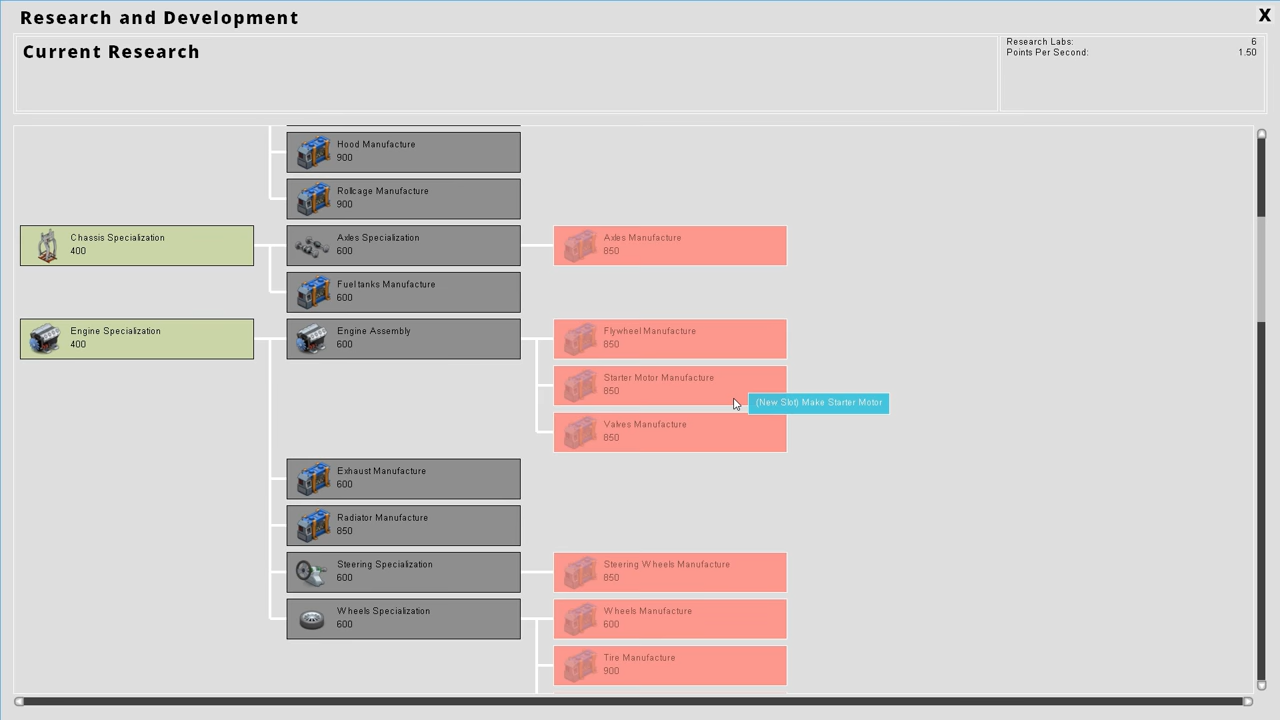 Research and Development
X
Current Research
Research Labs: 6
Points Per Second: 1.50
Hood Manufacture
900
Rollcage Manufacture
900
Chassis Specialization
400
Axles Specialization
600
Axles Manufacture
850
Fueltanks Manufacture
600
Engine Specialization
400
Engine Assembly
600
Flywheel Manufacture
850
Starter Motor Manufacture
850
(New Slot) Make Starter Motor
Valves Manufacture
850
Exhaust Manufacture
600
Radiator Manufacture
850
Steering Specialization
600
Steering Wheels Manufacture
850
Wheels Specialization
600
Wheels Manufacture
600
Tire Manufacture
900